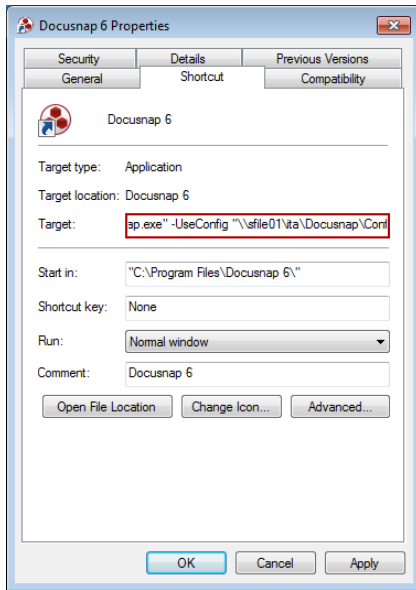 Docusnap 6 Properties
Security Details Previous Versions
General Shortcut Compatibility
Docusnap 6
Target type: Application
Target location: Docusnap 6
Target: ap.exe" -UseConfig "\\sfile01\ita\Docusnap\Conf
Start in: "C:\Program Files\Docusnap 6\"
Shortcut key: None
Run: Normal window
Comment: Docusnap 6
Open File Location Change Icon... Advanced...
OK Cancel Apply